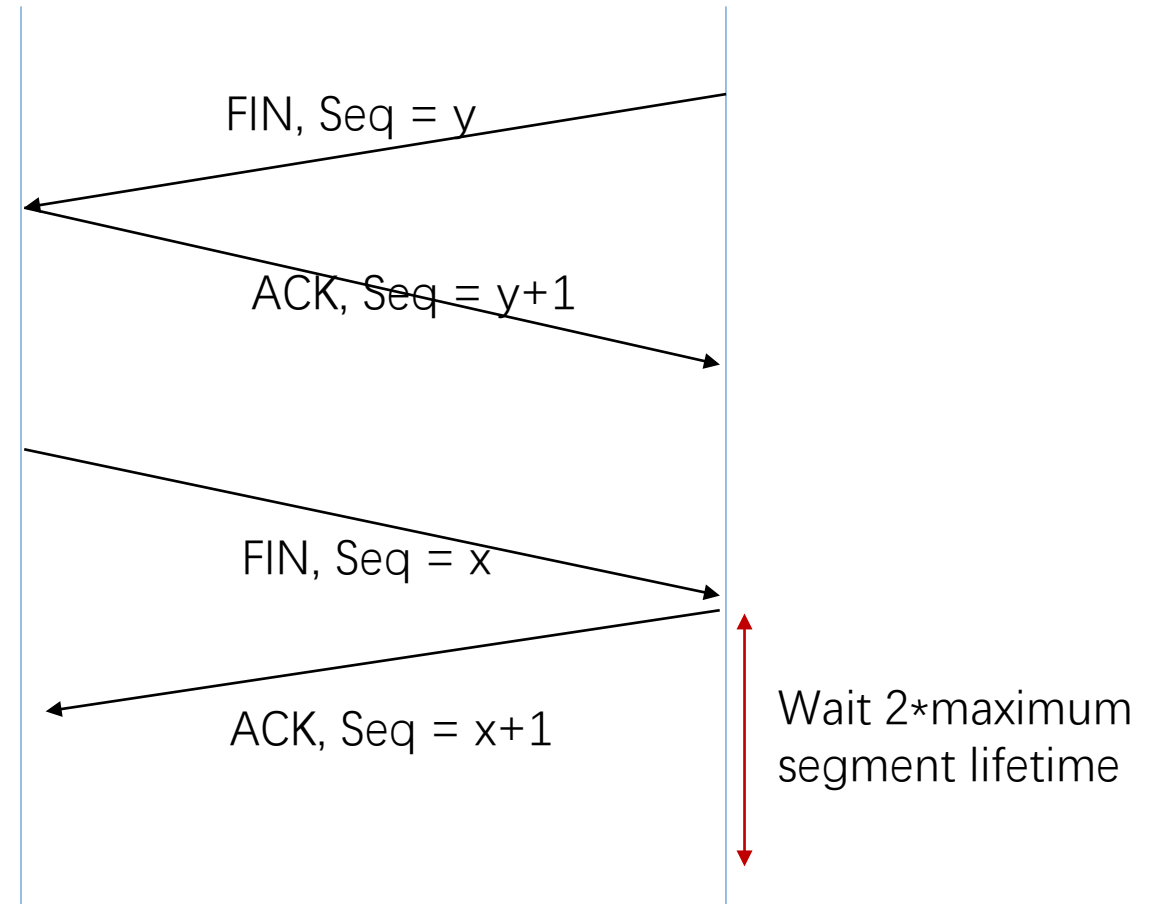 FIN, Seq = y
ACK, Seq = y+1
FIN, Seq = x
ACK, Seq = x+1
Wait 2*maximum
segment lifetime